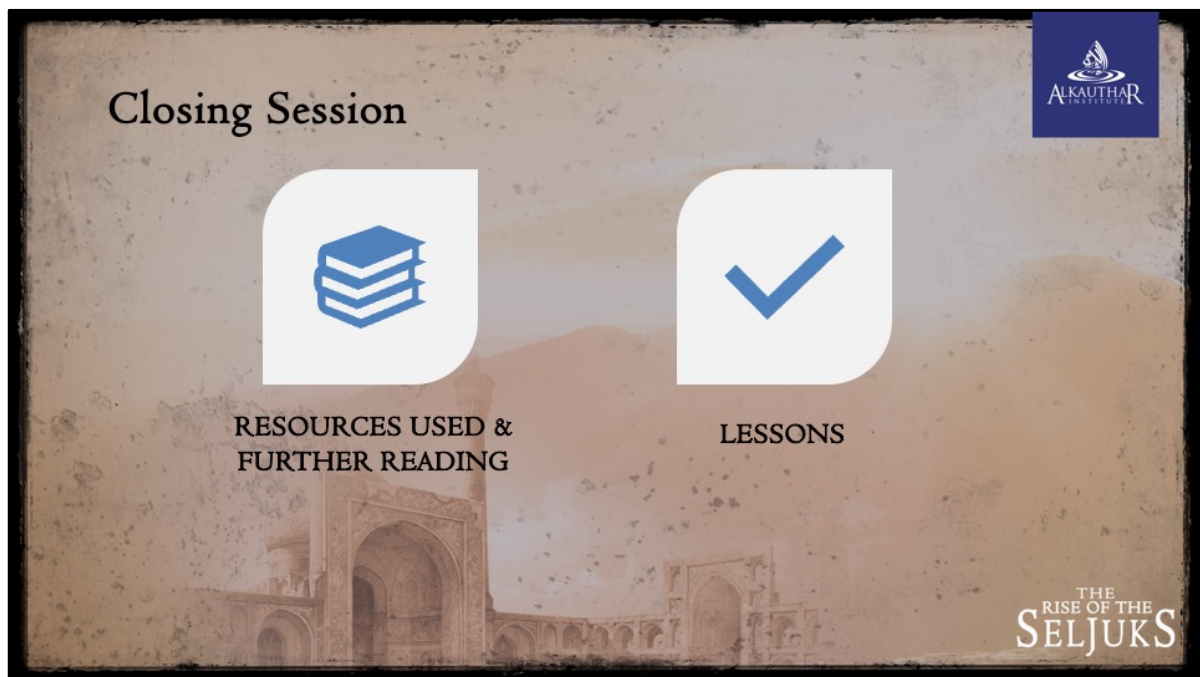 Closing Session
ALKAUTHAR
INSTITUTE
RESOURCES USED &
FURTHER READING
LESSONS
THE
RISE OF THE
SELJUKS